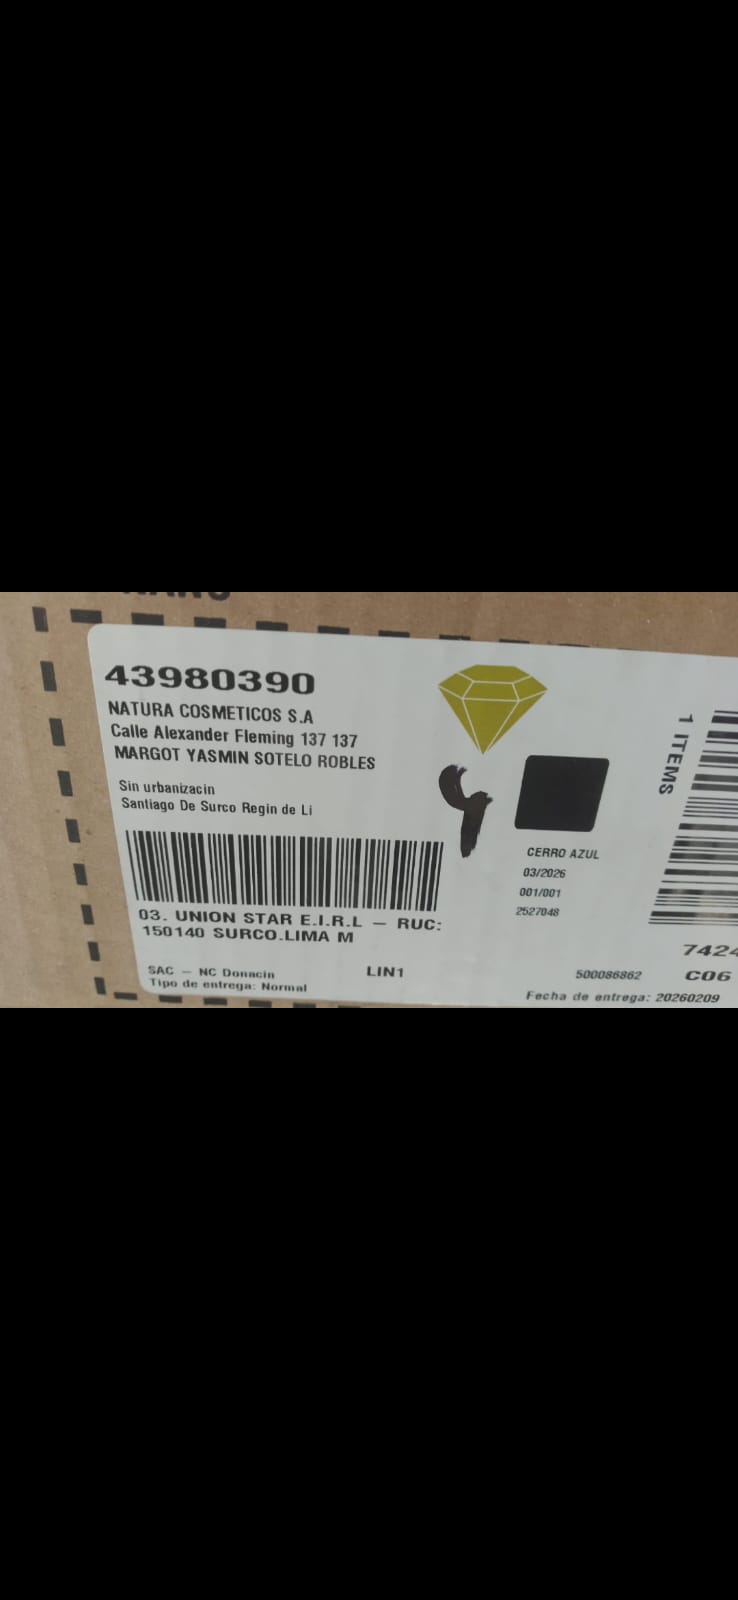 43980390
NATURA COSMETICOS S.A
Calle Alexander Fleming 137 137
MARGOT YASMIN SOTELO ROBLES
Sin urbanizacin
Santiago De Surco Regin de Li
03. UNION STAR E.I.R.L — RUC:
150140 SURCO.LIMA M
SAC — NC Donacin
Tipo de entrega: Normal
LIN1
1 ITEMS
CERRO AZUL
03/2026
001/001
2527048
7424
500086862
C06
Fecha de entrega: 20260209